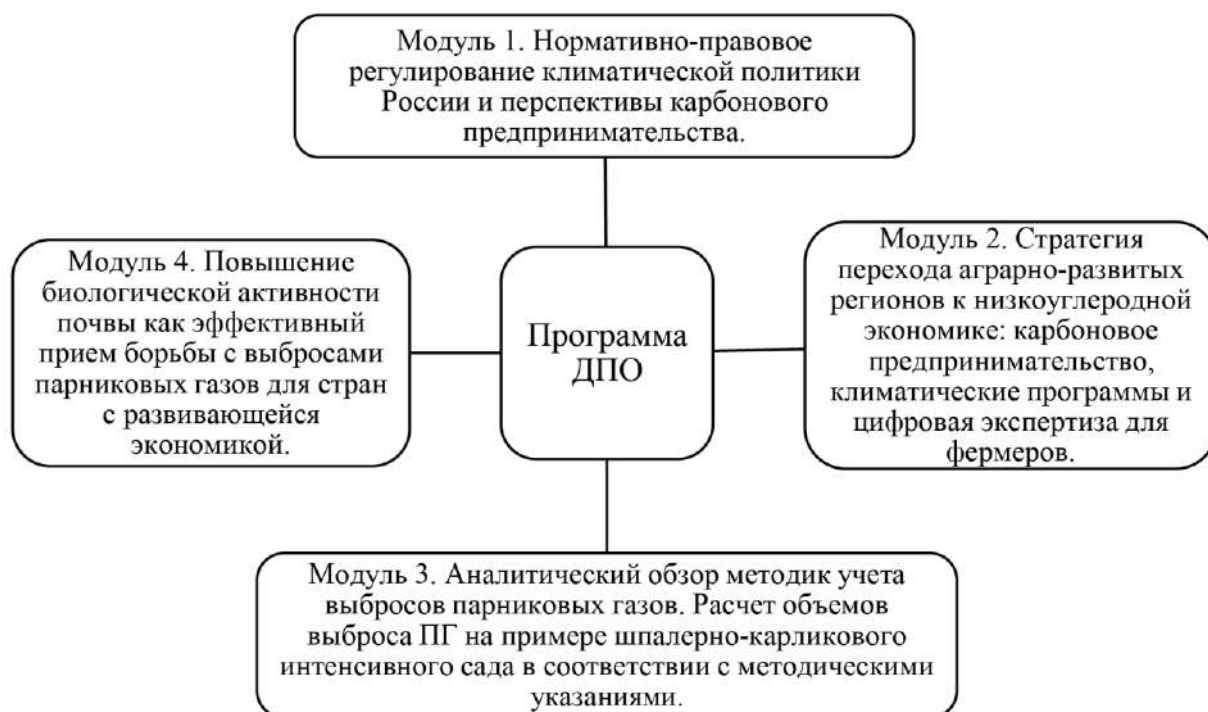 Модуль 1. Нормативно-правовое
регулирование климатической политики
России и перспективы карбонового
предпринимательства.
Модуль 4. Повышение
биологической активности
почвы как эффективный
прием борьбы с выбросами
парниковых газов для стран
с развивающейся
экономикой.
Программа
ДПО
Модуль 2. Стратегия
перехода аграрно-развитых
регионов к низкоуглеродной
экономике: карбоновое
предпринимательство,
климатические программы и
цифровая экспертиза для
фермеров.
Модуль 3. Аналитический обзор методик учета
выбросов парниковых газов. Расчет объемов
выброса ПГ на примере шпалерно-карликового
интенсивного сада в соответствии с методическими
указаниями.